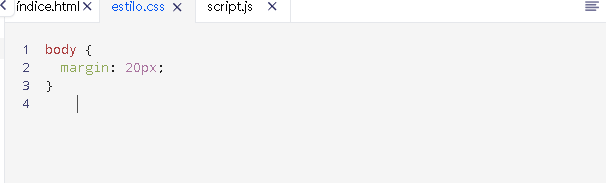 índice.html estilo.css script.js
1 body {
2 margin: 20px;
3 }
4